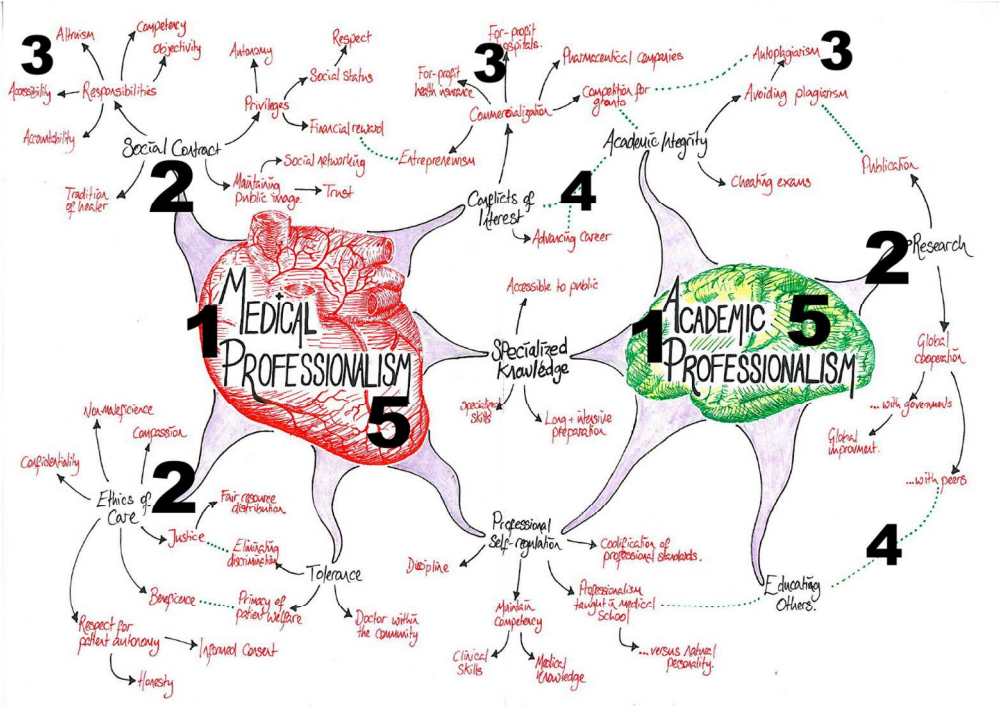 3
Altruism
Competency
Objectivity
Accessibility
Responsibilities
Accountability
Autonomy
Respect
Social status
Privileges
Financial reward
Social Contract
2
Tradition
of healer
Maintaining
public image
Social networking
Trust
3
For-profit
hospitals.
For-profit
health insurance
Commercialization
Pharmaceutical companies
Competition for
grants
Entrepreneurism
Conflicts of
Interest
4
Advancing career
3
Autoplagiarism
Avoiding plagiarism
Academic Integrity
Cheating exams
Publication
2
Research
Global
cooperation
...with governments
Global
improvment.
...with peers
4
1
MEDICAL
+
PROFESSIONALISM
5
1
ACADEMIC
5
PROFESSIONALISM
Accessible to public
Specialized
Knowledge
Specialized
skills
Long + intensive
preparation
Non-maleficience
Compassion
Confidentiality
2
Ethics of
Care
Justice
Fair resource
distribution
Eliminating
discrimination
Tolerance
Beneficence
Privacy of
patient welfare
Doctor within
the community
Respect for
patient autonomy
Informed Consent
Honesty
Professional
Self-regulation
Discipline
Codification of
professional standards.
Maintain
competency
Clinical
Skills
Medical
Knowledge
Professionalism
taught in medical
school
...versus natural
personality.
Educating
Others.